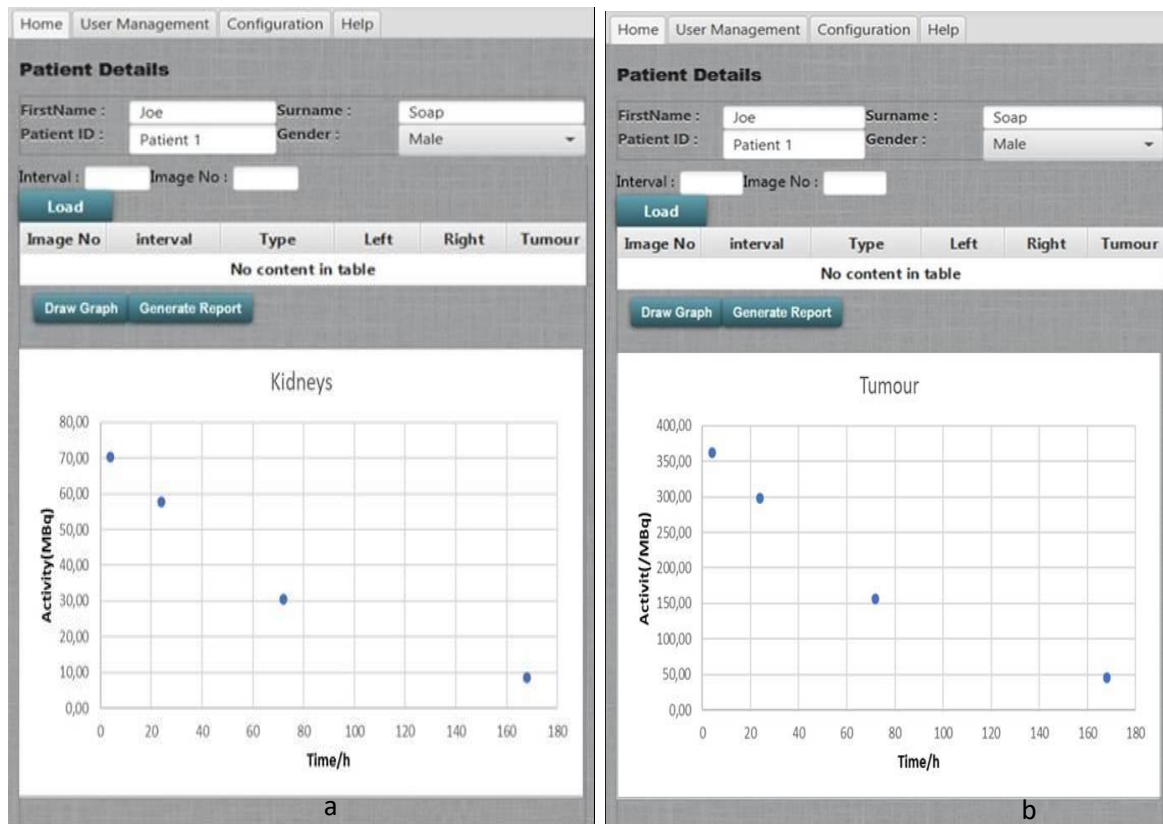 Home User Management Configuration Help
Patient Details
FirstName : Joe Surname : Soap
Patient ID : Patient 1 Gender : Male
Interval : Image No :
Load
Image No interval Type Left Right Tumour
No content in table
Draw Graph Generate Report
Kidneys
80,00
70,00
60,00
50,00
40,00
30,00
20,00
10,00
0,00
Activity(MBq)
0 20 40 60 80 100 120 140 160 180
Time/h
a
Home User Management Configuration Help
Patient Details
FirstName : Joe Surname : Soap
Patient ID : Patient 1 Gender : Male
Interval : Image No :
Load
Image No interval Type Left Right Tumour
No content in table
Draw Graph Generate Report
Tumour
400,00
350,00
300,00
250,00
200,00
150,00
100,00
50,00
0,00
Activit(/MBq)
0 20 40 60 80 100 120 140 160 180
Time/h
b